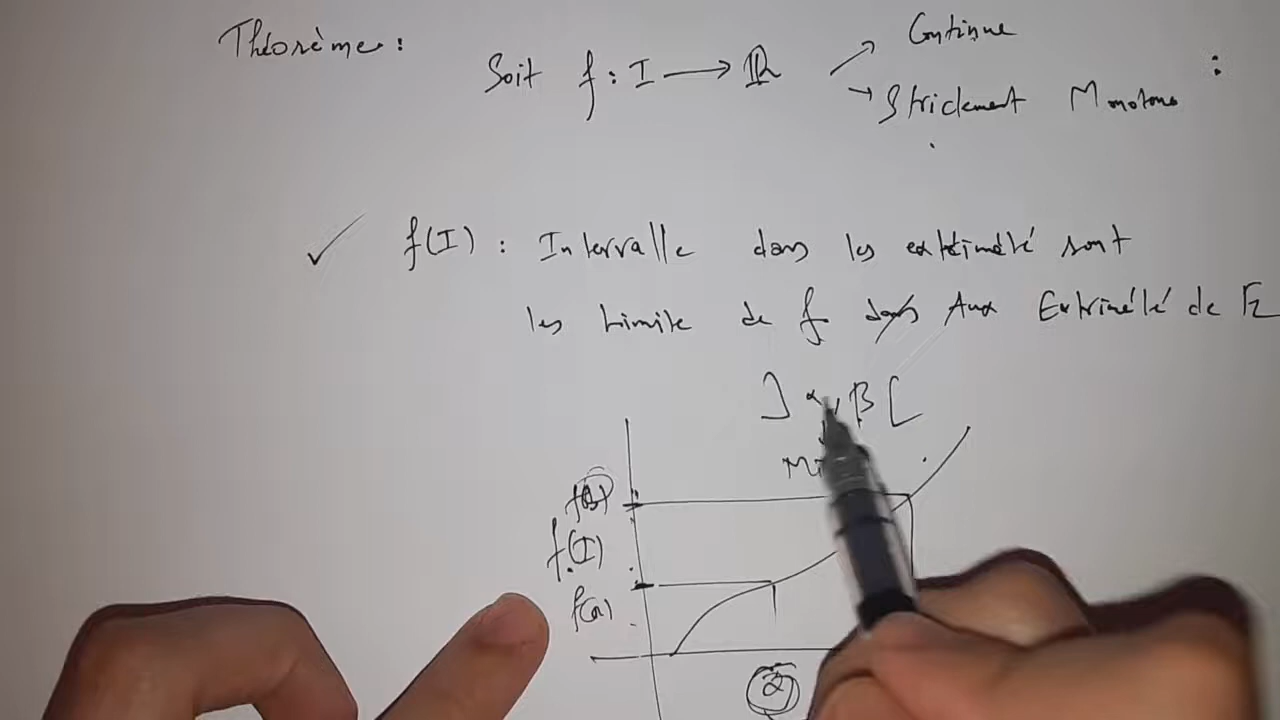 Théorème :
Soit f : I → ℝ → Continue
→ Strictement Monotone :
✓ f(I) : Intervalle dans les extrémité sont
les Limite de f dans Aux Extrémité de I
] α, β [
f(β)
f(I)
f(α)
α